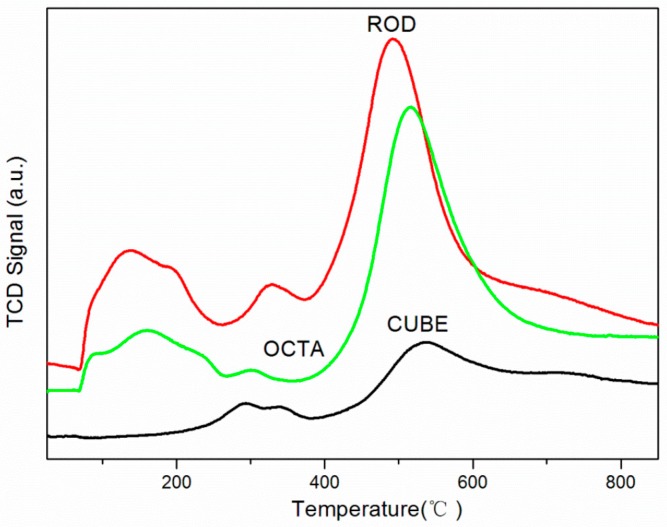 ROD
OCTA
CUBE
TCD Signal (a.u.)
200
400
600
800
Temperature(℃ )